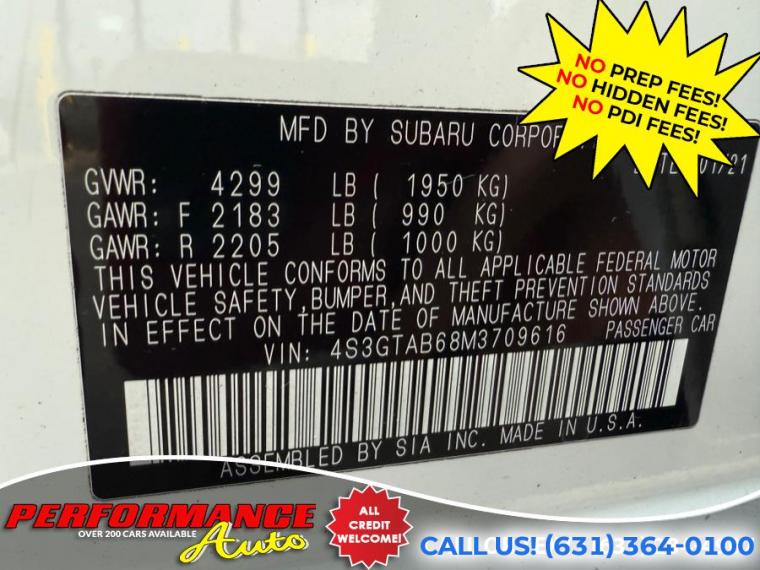 NO PREP FEES!
NO HIDDEN FEES!
NO PDI FEES!
MFD BY SUBARU
01/21
GVWR: 4299 LB ( 1950 KG)
GAWR: F 2183 LB ( 990 KG)
GAWR: R 2205 LB ( 1000 KG)
THIS VEHICLE CONFORMS TO ALL APPLICABLE FEDERAL MOTOR
VEHICLE SAFETY,BUMPER,AND THEFT PREVENTION STANDARDS
IN EFFECT ON THE DATE OF MANUFACTURE SHOWN ABOVE.
VIN: 4S3GTAB68M3709616 PASSENGER CAR
ASSEMBLED BY SIA INC. MADE IN U.S.A.
PERFORMANCE
OVER 200 CARS AVAILABLE
Auto
ALL
CREDIT
WELCOME!
CALL US! (631) 364-0100